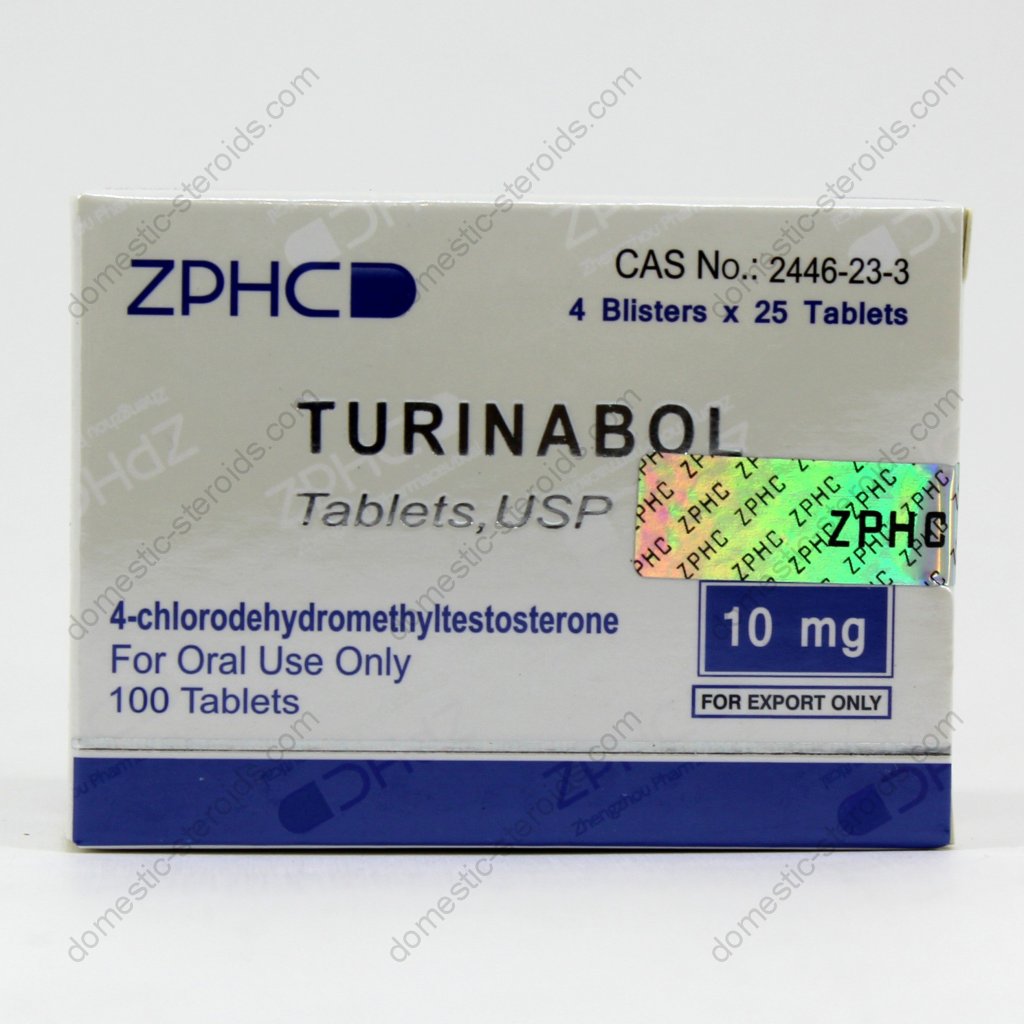 ZPHC
CAS No.: 2446-23-3
4 Blisters x 25 Tablets
TURINABOL
Tablets, USP
ZPHC
4-chlorodehydromethyltestosterone
For Oral Use Only
100 Tablets
10 mg
FOR EXPORT ONLY
domestic-steroids.com